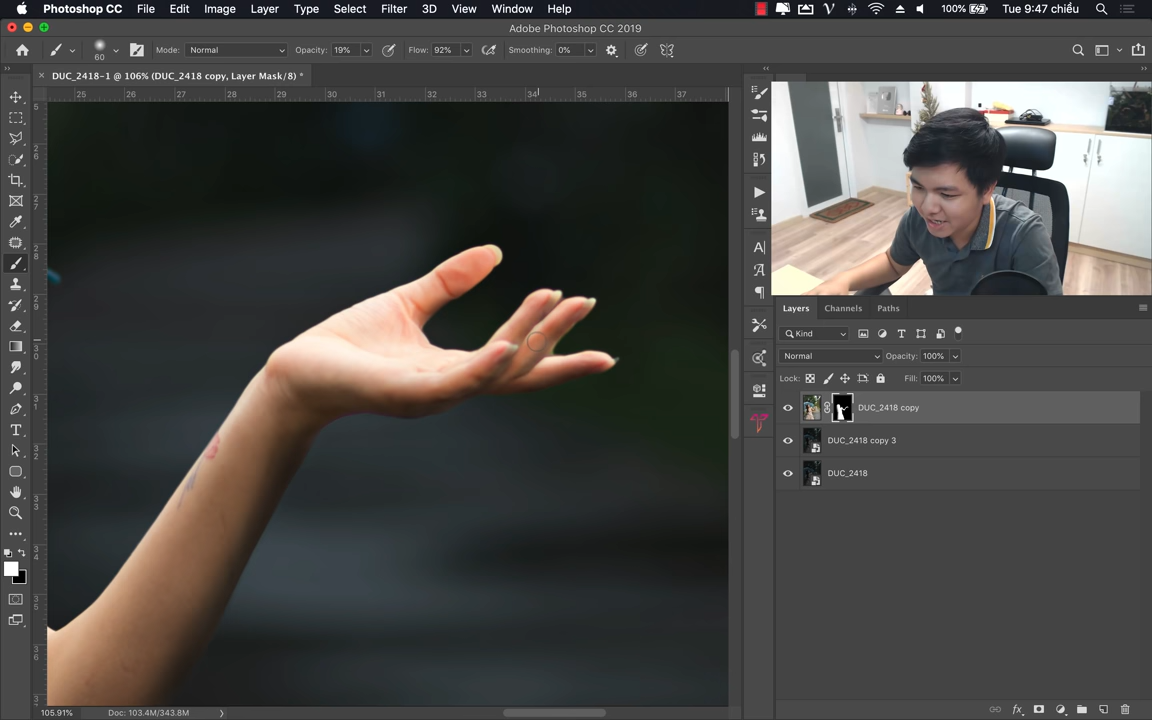 Photoshop CC File Edit Image Layer Type Select Filter 3D View Window Help 100% Tue 9:47 chiều
Adobe Photoshop CC 2019
60 Mode: Normal Opacity: 19% Flow: 92% Smoothing: 0%
DUC_2418-1 @ 106% (DUC_2418 copy, Layer Mask/8) *
25 26 27 28 29 30 31 32 33 34 35 36 37
Layers Channels Paths
Kind
Normal Opacity: 100%
Lock: Fill: 100%
DUC_2418 copy
DUC_2418 copy 3
DUC_2418
105.91% Doc: 103.4M/343.8M